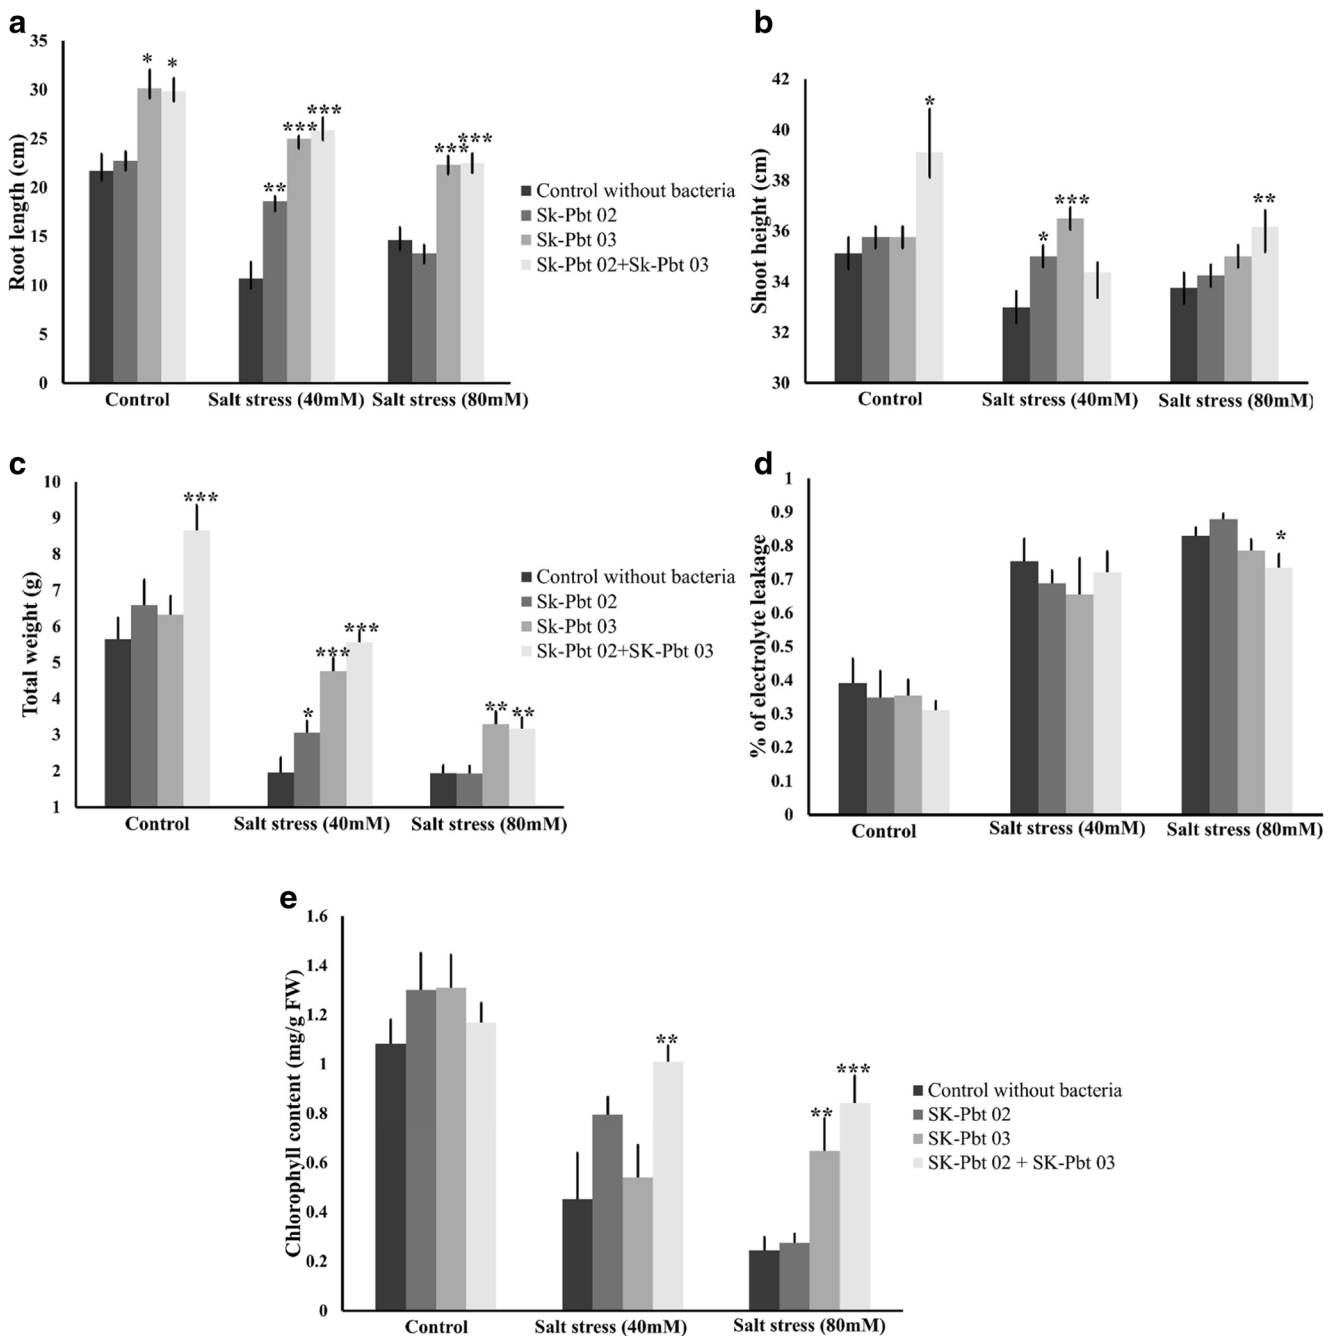 a
35
30
25
20
15
10
5
0
Root length (cm)
* *
** *** ***
*** ***
Control Salt stress (40mM) Salt stress (80mM)
Control without bacteria
Sk-Pbt 02
Sk-Pbt 03
Sk-Pbt 02+Sk-Pbt 03
b
42
40
38
36
34
32
30
Shoot height (cm)
*
* ***
**
Control Salt stress (40mM) Salt stress (80mM)
c
10
9
8
7
6
5
4
3
2
1
Total weight (g)
***
* *** ***
** **
Control Salt stress (40mM) Salt stress (80mM)
Control without bacteria
Sk-Pbt 02
Sk-Pbt 03
Sk-Pbt 02+SK-Pbt 03
d
1
0.9
0.8
0.7
0.6
0.5
0.4
0.3
0.2
0.1
0
% of electrolyte leakage
*
Control Salt stress (40mM) Salt stress (80mM)
e
1.6
1.4
1.2
1
0.8
0.6
0.4
0.2
0
Chlorophyll content (mg/g FW)
**
** ***
Control Salt stress (40mM) Salt stress (80mM)
Control without bacteria
SK-Pbt 02
SK-Pbt 03
SK-Pbt 02 + SK-Pbt 03